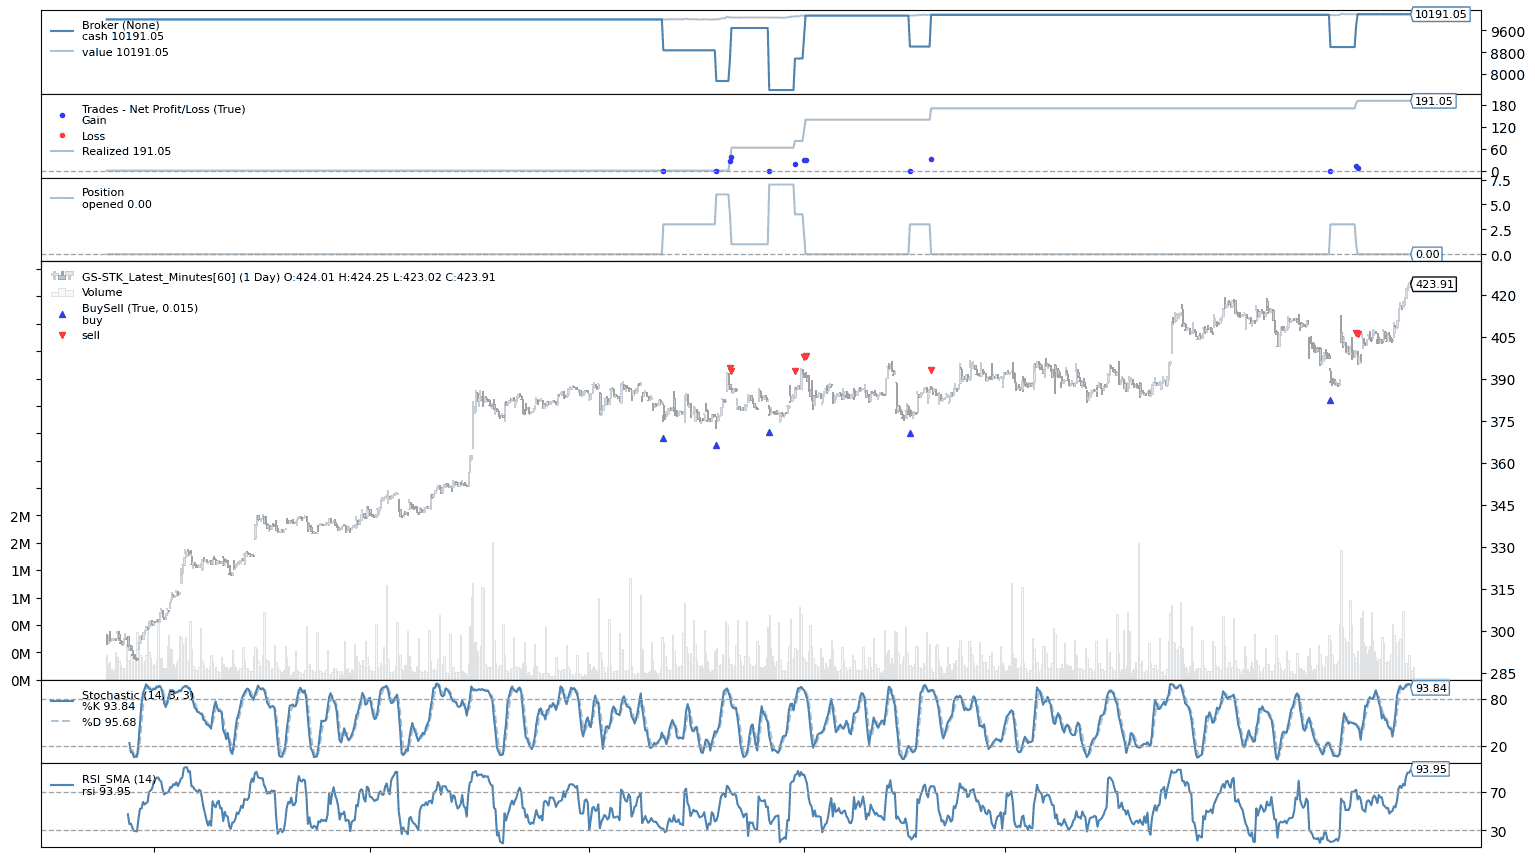 Broker (None)
cash 10191.05
value 10191.05
10191.05
9600
8800
8000
Trades - Net Profit/Loss (True)
Gain
Loss
Realized 191.05
191.05
180
120
60
0
Position
opened 0.00
7.5
5.0
2.5
0.0
0.00
GS-STK_Latest_Minutes[60] (1 Day) O:424.01 H:424.25 L:423.02 C:423.91
Volume
BuySell (True, 0.015)
buy
sell
423.91
420
405
390
375
360
345
330
315
300
285
2M
2M
1M
1M
0M
0M
0M
Stochastic (14, 3, 3)
%K 93.84
%D 95.68
93.84
80
20
RSI_SMA (14)
rsi 93.95
93.95
70
30